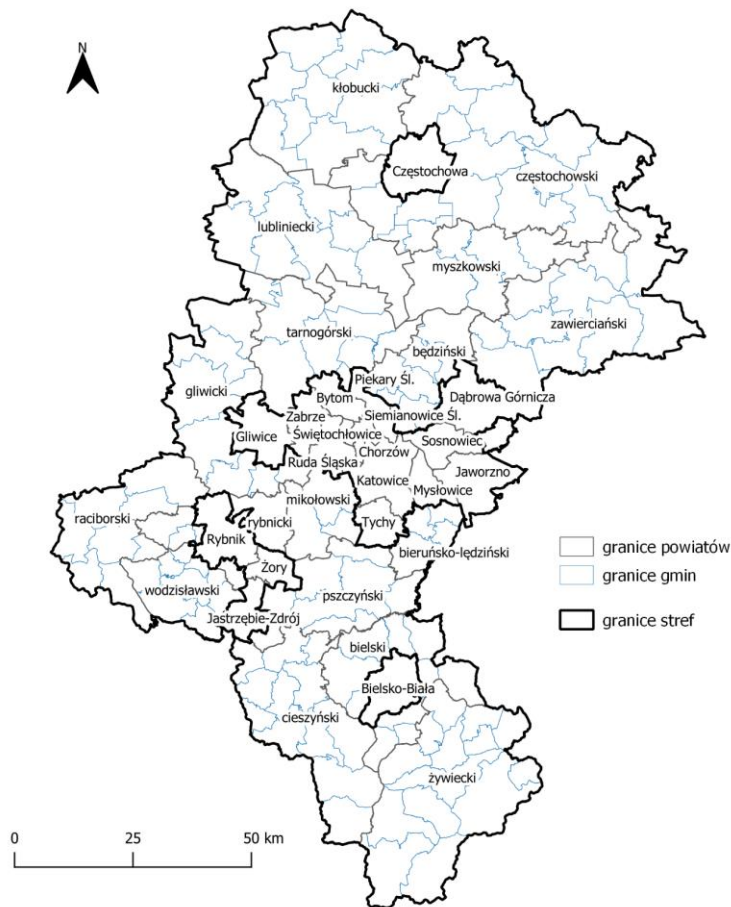 N
kłobucki
Częstochowa
częstochowski
lubliniecki
myszkowski
tarnogórski
zawierciański
będziński
gliwicki
Piekary Śl.
Bytom
Dąbrowa Górnicza
Zabrze
Siemianowice Śl.
Gliwice
Świętochłowice
Sosnowiec
Chorzów
Ruda Śląska
Jaworzno
Katowice
Mysłowice
mikołowski
raciborski
rybnicki
Tychy
Rybnik
bieruńsko-lędziński
Żory
wodzisławski
pszczyński
Jastrzębie-Zdrój
bielski
Bielsko-Biała
cieszyński
żywiecki
granice powiatów
granice gmin
granice stref
0 25 50 km